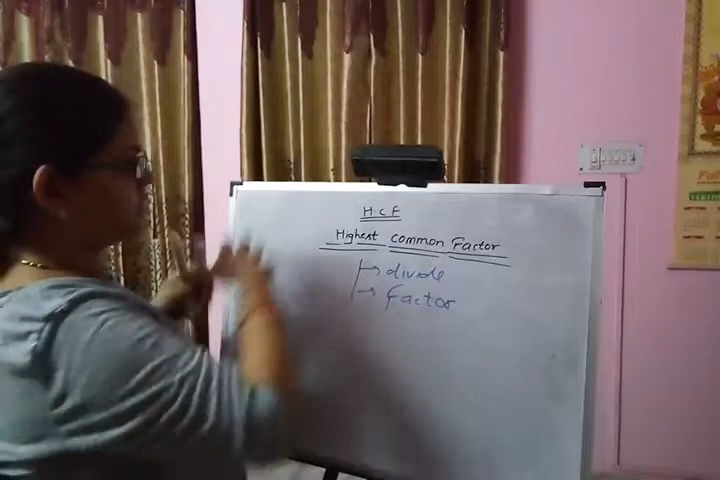 H C F
Highest common Factor
→ divide
→ factor